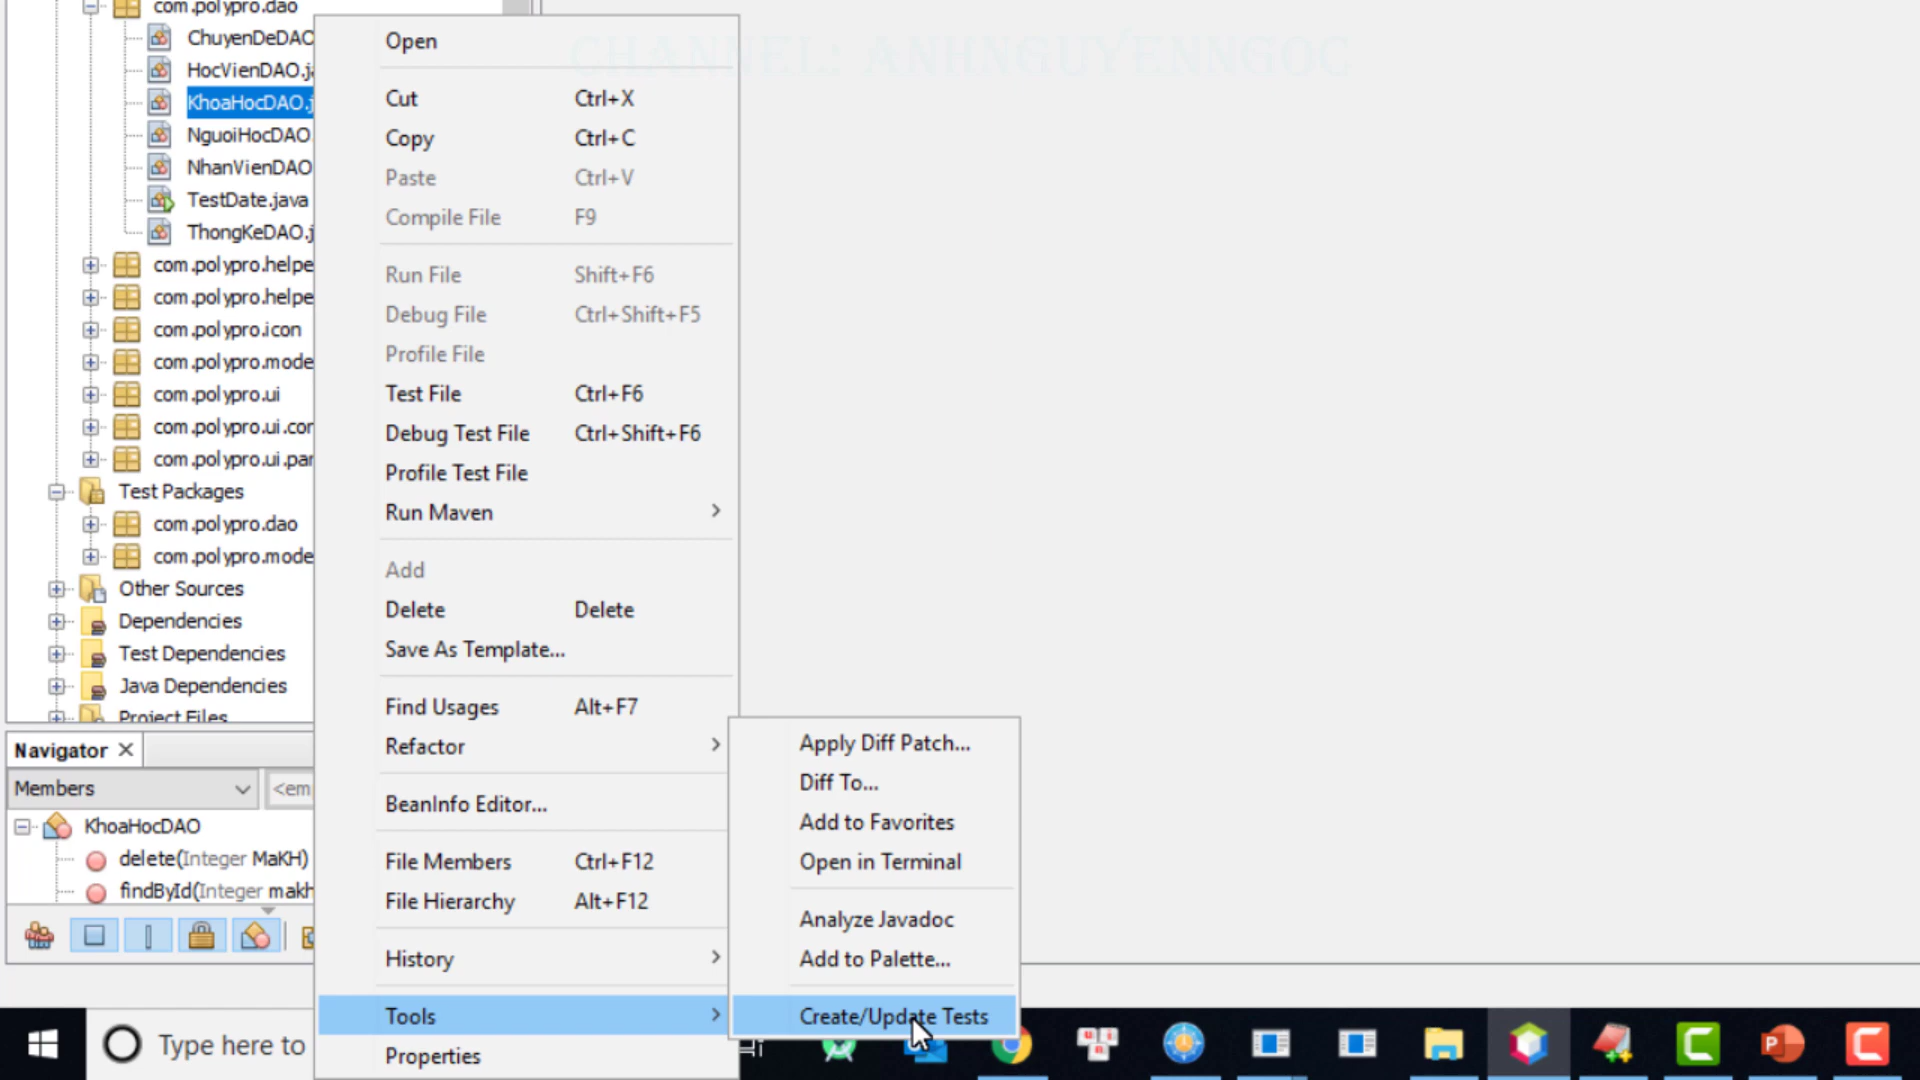 com.polypro.dao
ChuyenDeDAO
HocVienDAO.ja
KhoaHocDAO.j
NguoiHocDAO.
NhanVienDAO
TestDate.java
ThongKeDAO.j
com.polypro.helpe
com.polypro.helpe
com.polypro.icon
com.polypro.mode
com.polypro.ui
com.polypro.ui.cor
com.polypro.ui.par
Test Packages
com.polypro.dao
com.polypro.mode
Other Sources
Dependencies
Test Dependencies
Java Dependencies
Project Files
Navigator
Members
<em
KhoaHocDAO
delete(Integer MaKH)
findById(Integer makh
CHANNEL: ANHNGUYENNGOC
Open
Cut Ctrl+X
Copy Ctrl+C
Paste Ctrl+V
Compile File F9
Run File Shift+F6
Debug File Ctrl+Shift+F5
Profile File
Test File Ctrl+F6
Debug Test File Ctrl+Shift+F6
Profile Test File
Run Maven
Add
Delete Delete
Save As Template...
Find Usages Alt+F7
Refactor
BeanInfo Editor...
File Members Ctrl+F12
File Hierarchy Alt+F12
History
Tools
Properties
Apply Diff Patch...
Diff To...
Add to Favorites
Open in Terminal
Analyze Javadoc
Add to Palette...
Create/Update Tests
Type here to